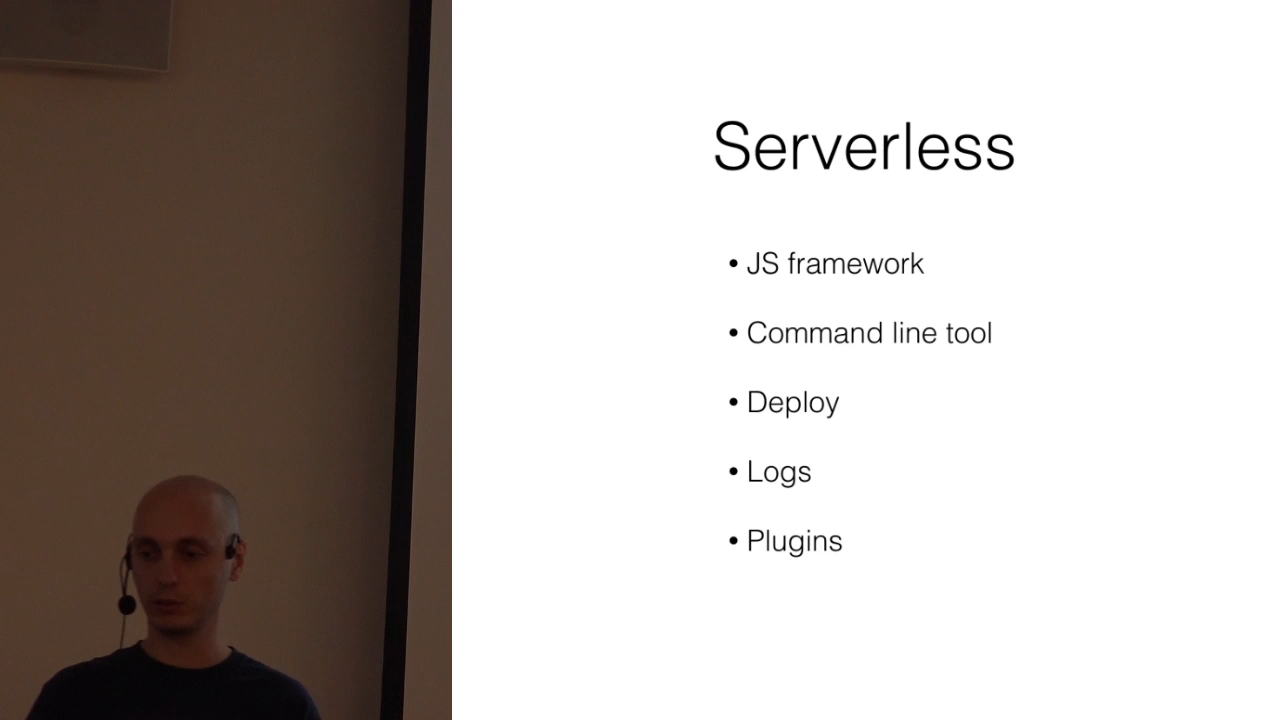 Serverless
• JS framework
• Command line tool
• Deploy
• Logs
• Plugins